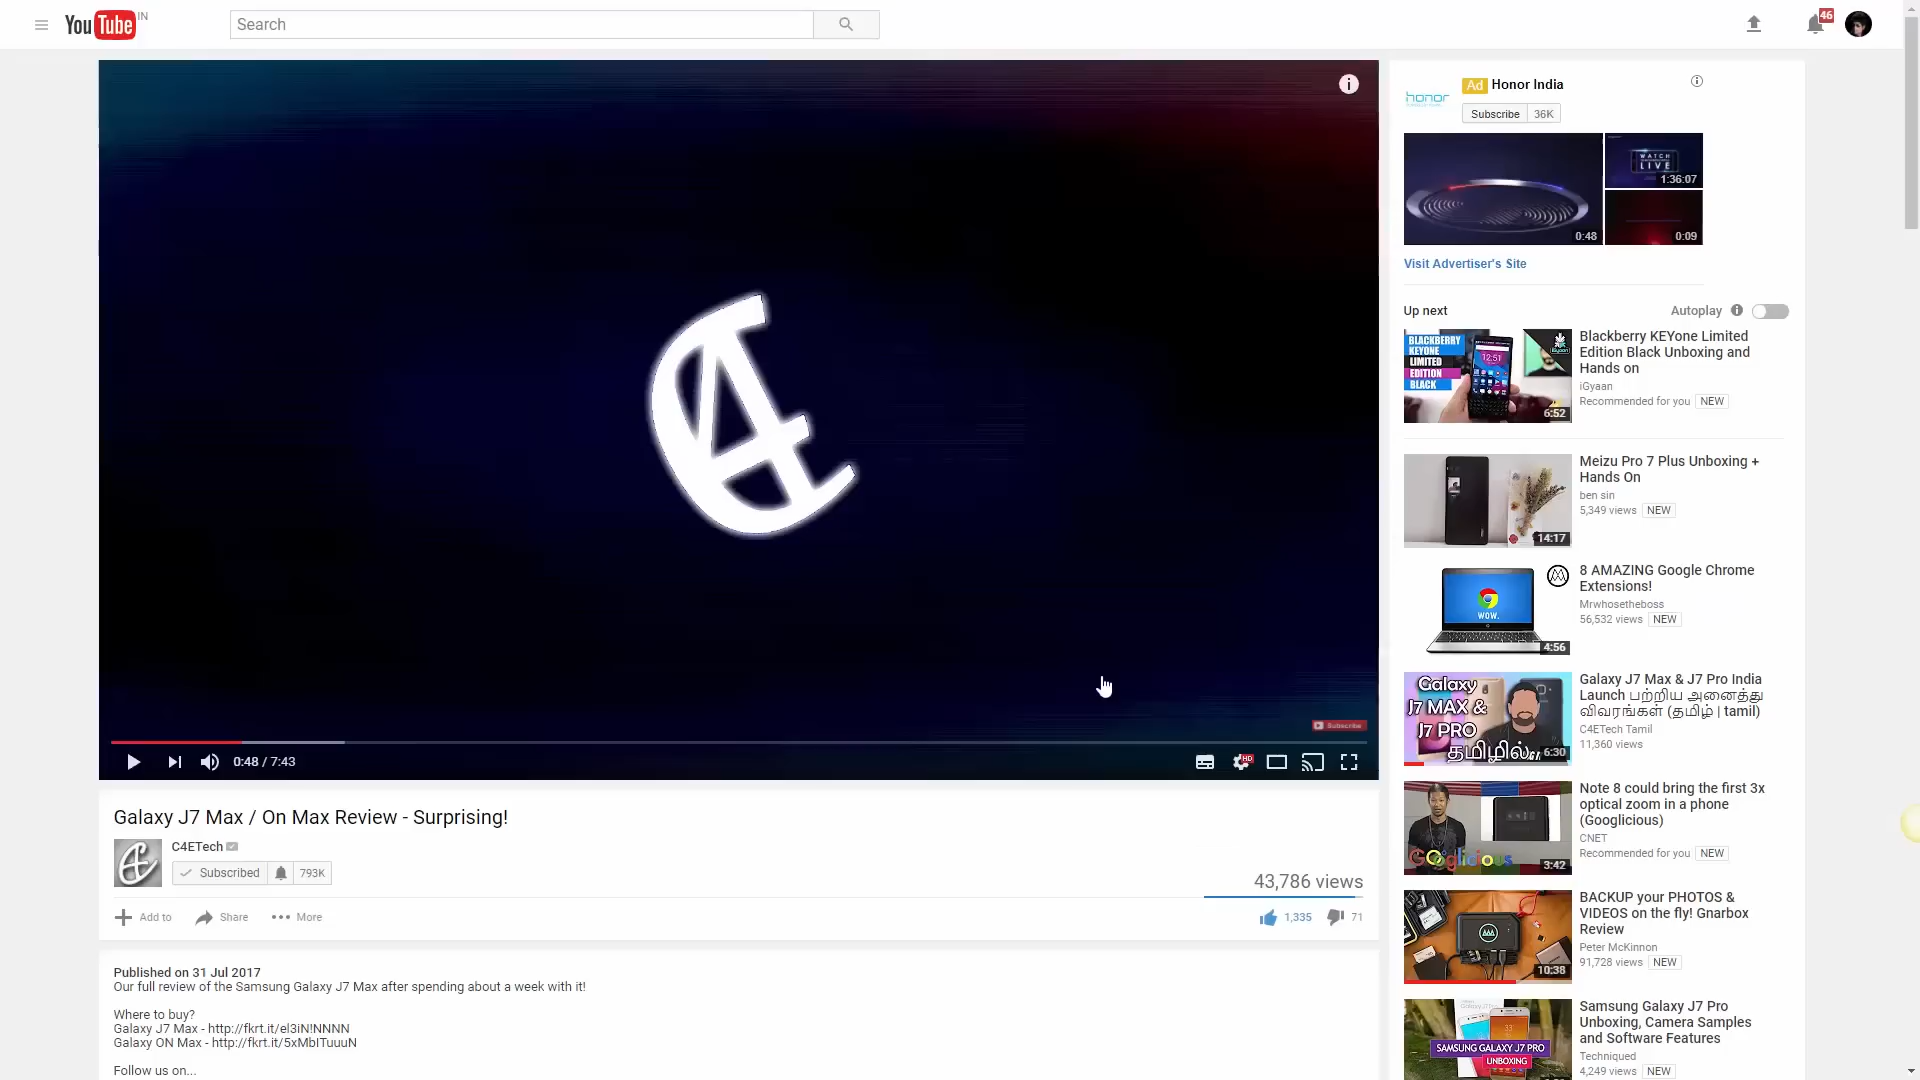 YouTube IN
Search
46
0:48 / 7:43
HD
Subscribe
Galaxy J7 Max / On Max Review - Surprising!
C4ETech
Subscribed 793K
43,786 views
Add to Share More
1,335 71
Published on 31 Jul 2017
Our full review of the Samsung Galaxy J7 Max after spending about a week with it!
Where to buy?
Galaxy J7 Max - http://fkrt.it/el3iN!NNNN
Galaxy ON Max - http://fkrt.it/5xMbITuuuN
Follow us on...
honor
Ad Honor India
Subscribe 36K
0:48
WATCH
LIVE
1:36:07
0:09
Visit Advertiser's Site
Up next
Autoplay
BLACKBERRY
KEYONE
LIMITED
EDITION
BLACK
12:51
6:52
Blackberry KEYone Limited
Edition Black Unboxing and
Hands on
iGyaan
Recommended for you NEW
14:17
Meizu Pro 7 Plus Unboxing +
Hands On
ben sin
5,349 views NEW
WOW.
4:56
8 AMAZING Google Chrome
Extensions!
Mrwhosetheboss
56,532 views NEW
Galaxy
J7 MAX &
J7 PRO
தமிழில்
6:30
Galaxy J7 Max & J7 Pro India
Launch பற்றிய அனைத்து
விவரங்கள் (தமிழ் | tamil)
C4ETech Tamil
11,360 views
GOoglicious
3:42
Note 8 could bring the first 3x
optical zoom in a phone
(Googlicious)
CNET
Recommended for you NEW
10:38
BACKUP your PHOTOS &
VIDEOS on the fly! Gnarbox
Review
Peter McKinnon
91,728 views NEW
SAMSUNG GALAXY J7 PRO
UNBOXING
Samsung Galaxy J7 Pro
Unboxing, Camera Samples
and Software Features
Techniqued
4,249 views NEW